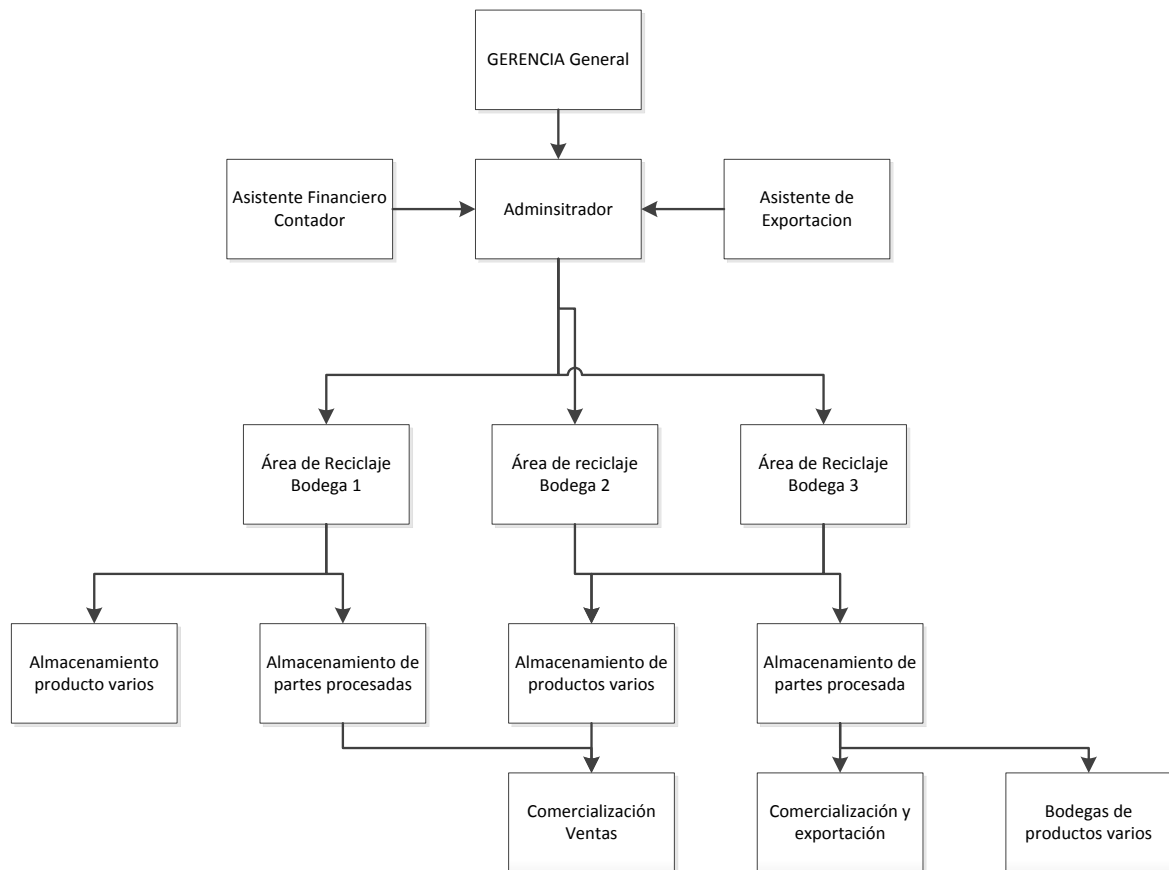 GERENCIA General
Asistente Financiero
Contador
Adminsitrador
Asistente de
Exportacion
Área de Reciclaje
Bodega 1
Área de reciclaje
Bodega 2
Área de Reciclaje
Bodega 3
Almacenamiento
producto varios
Almacenamiento de
partes procesadas
Almacenamiento de
productos varios
Almacenamiento de
partes procesada
Comercialización
Ventas
Comercialización y
exportación
Bodegas de
productos varios